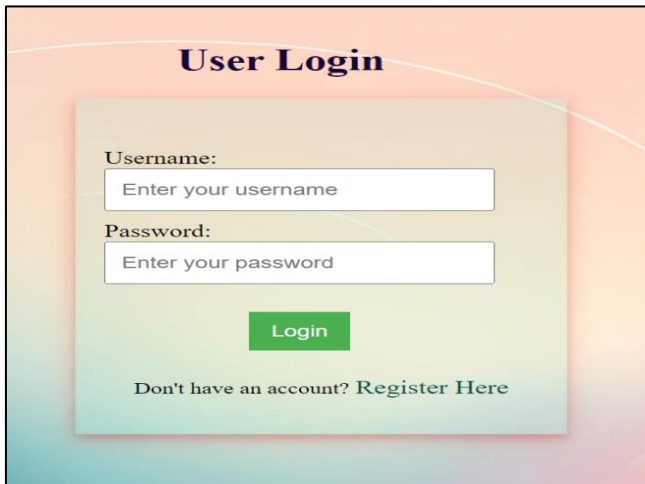 User Login
Username:
Enter your username
Password:
Enter your password
Login
Don't have an account? Register Here